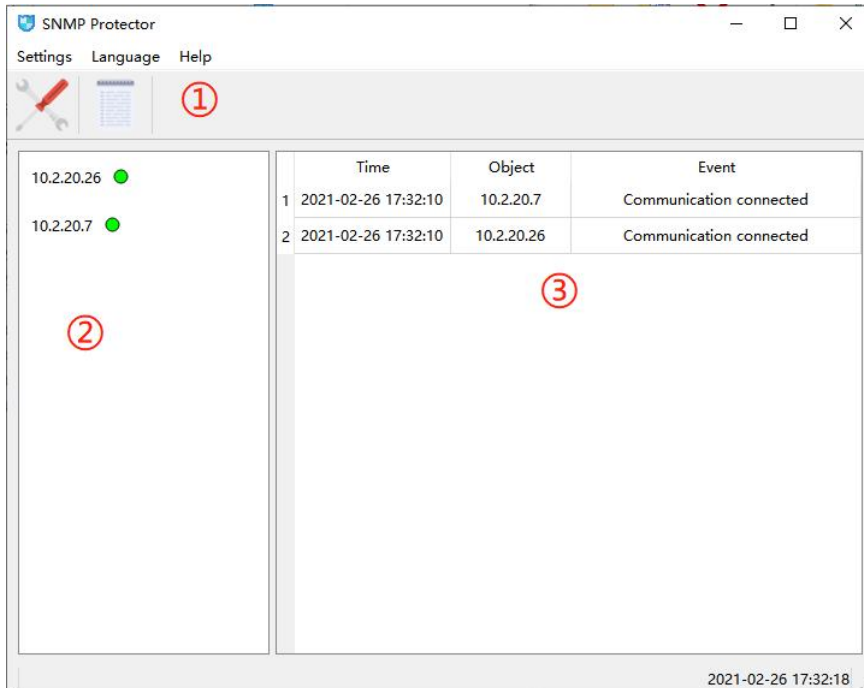 SNMP Protector
Settings Language Help
①
10.2.20.26
10.2.20.7
②
Time Object Event
1 2021-02-26 17:32:10 10.2.20.7 Communication connected
2 2021-02-26 17:32:10 10.2.20.26 Communication connected
③
2021-02-26 17:32:18